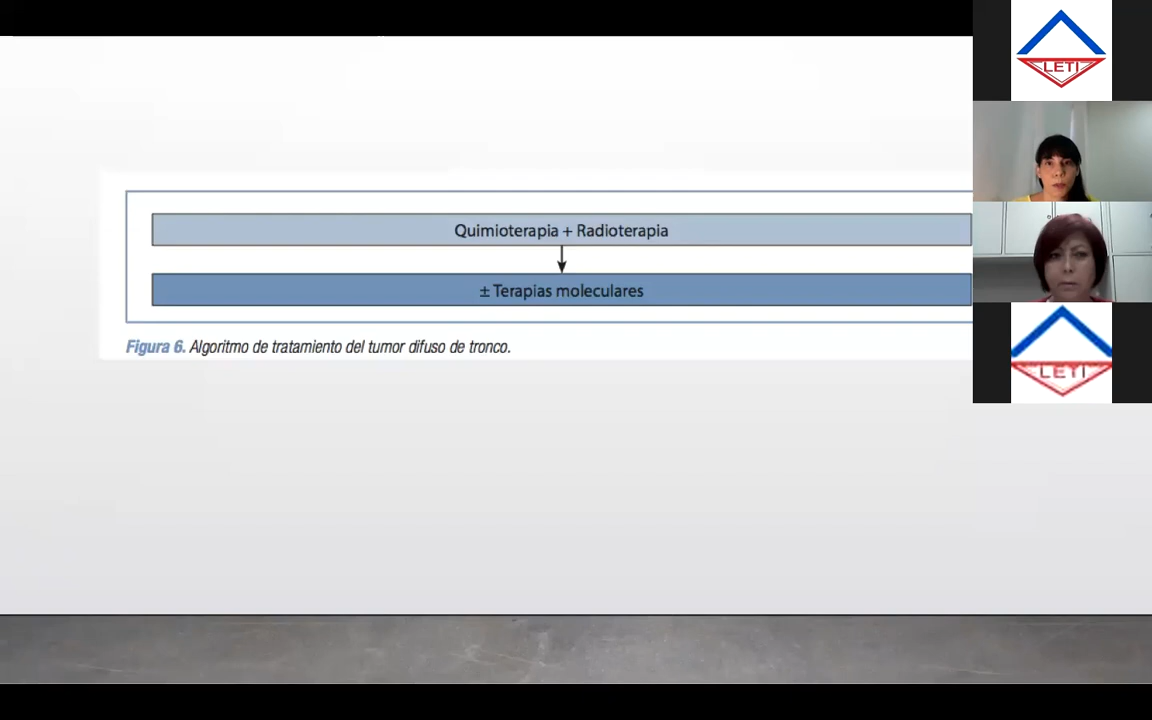 Quimioterapia + Radioterapia
± Terapias moleculares
Figura 6. Algoritmo de tratamiento del tumor difuso de tronco.
LETI
LETI